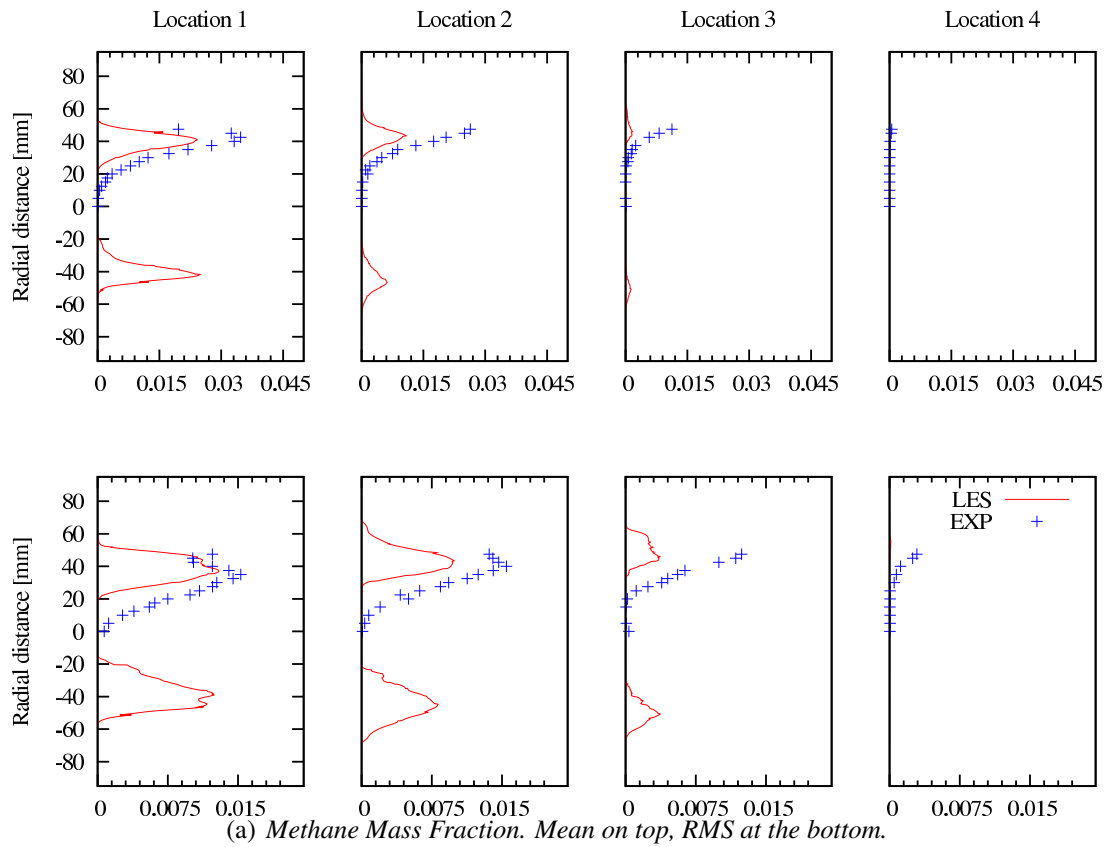 Location 1 Location 2 Location 3 Location 4
80
60
40
20
0
-20
-40
-60
-80
Radial distance [mm]
0 0.015 0.03 0.045 0 0.015 0.03 0.045 0 0.015 0.03 0.045 0 0.015 0.03 0.045
80
60
40
20
0
-20
-40
-60
-80
Radial distance [mm]
LES
EXP
0 0.0075 0.015 0 0.0075 0.015 0 0.0075 0.015 0 0.0075 0.015
(a) Methane Mass Fraction. Mean on top, RMS at the bottom.